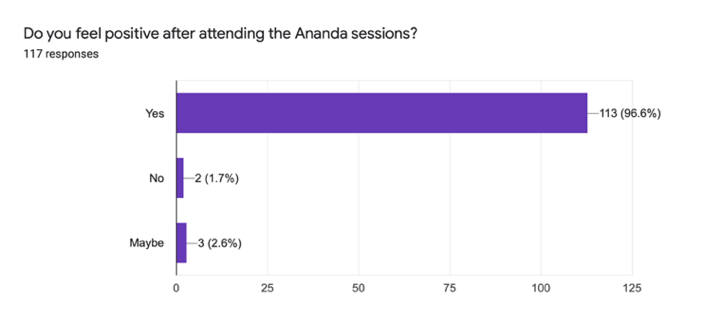 Do you feel positive after attending the Ananda sessions?
117 responses
Yes 113 (96.6%)
No 2 (1.7%)
Maybe 3 (2.6%)
0 25 50 75 100 125